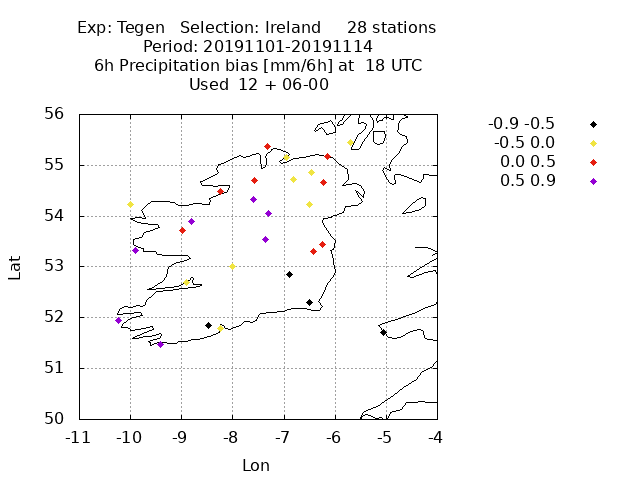 Exp: Tegen Selection: Ireland 28 stations
Period: 20191101-20191114
6h Precipitation bias [mm/6h] at 18 UTC
Used 12 + 06-00
-0.9 -0.5
-0.5 0.0
0.0 0.5
0.5 0.9
56
55
54
53
52
51
50
Lat
-11 -10 -9 -8 -7 -6 -5 -4
Lon